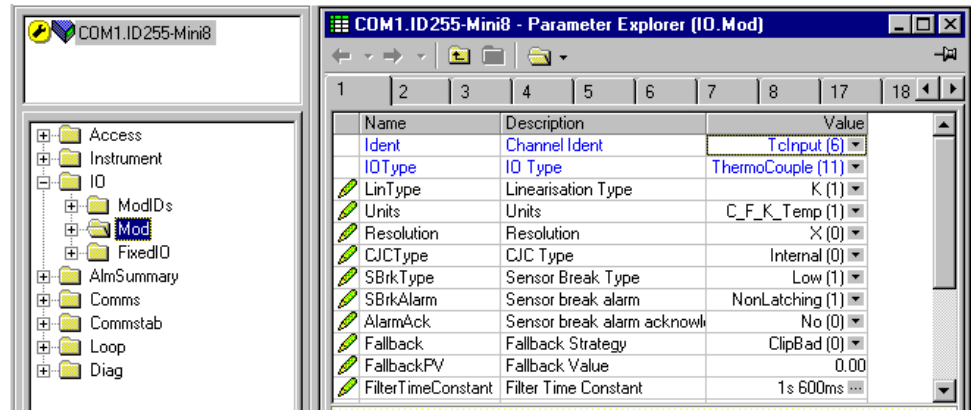 COM1.ID255-Mini8
Access
Instrument
IO
ModIDs
Mod
FixedIO
AlmSummary
Comms
Commstab
Loop
Diag
COM1.ID255-Mini8 - Parameter Explorer (IO.Mod)
1 2 3 4 5 6 7 8 17 18
Name Description Value
Ident Channel Ident TcInput (6)
IOType IO Type ThermoCouple (11)
LinType Linearisation Type K (1)
Units Units C_F_K_Temp (1)
Resolution Resolution X (0)
CJCType CJC Type Internal (0)
SBrkType Sensor Break Type Low (1)
SBrkAlarm Sensor break alarm NonLatching (1)
AlarmAck Sensor break alarm acknowl No (0)
Fallback Fallback Strategy ClipBad (0)
FallbackPV Fallback Value 0.00
FilterTimeConstant Filter Time Constant 1s 600ms ...